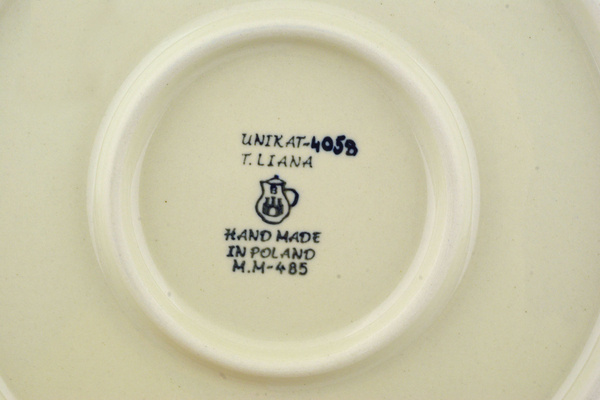 UNIKAT-4058
T. LIANA
B
HAND MADE
IN POLAND
M.M-485